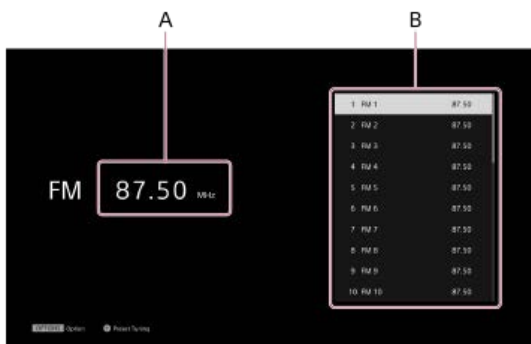 A
B
FM 87.50 MHz
1 FM 1 87.50
2 FM 2 87.50
3 FM 3 87.50
4 FM 4 87.50
5 FM 5 87.50
6 FM 6 87.50
7 FM 7 87.50
8 FM 8 87.50
9 FM 9 87.50
10 FM 10 87.50
OPTIONS Option Preset Tuning